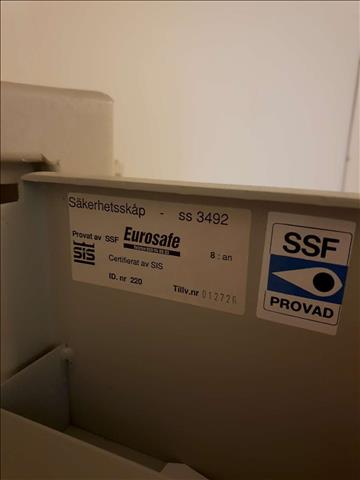 Säkerhetsskåp - ss 3492
Provat av SSF Eurosafe 8 : an
SIS Certifierat av SIS
ID. nr 220 Tillv.nr 012726
SSF
PROVAD